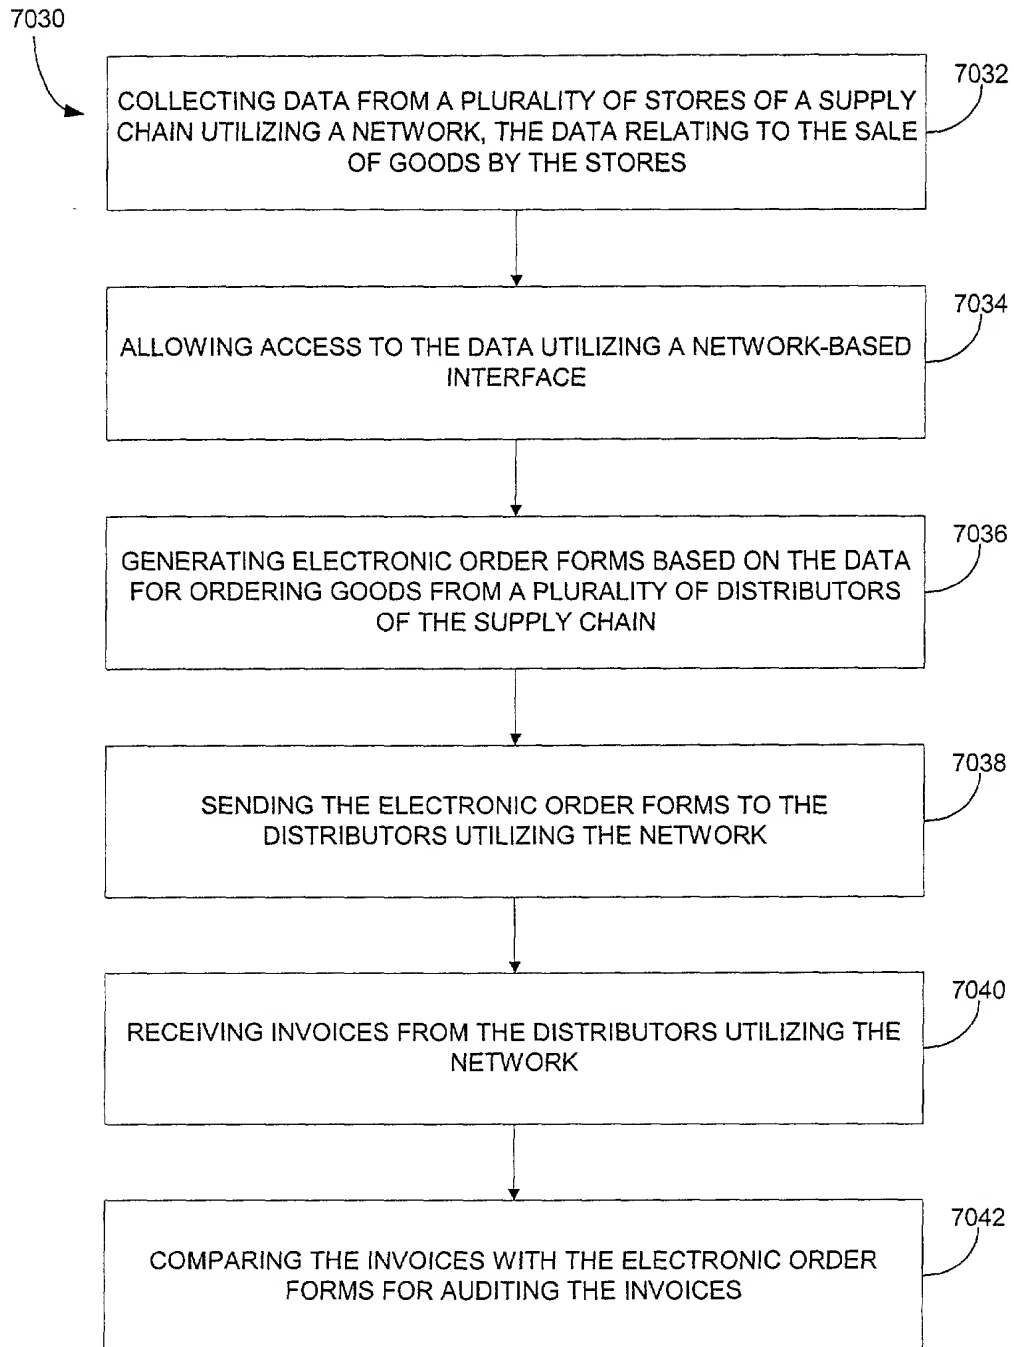 7030
7032
COLLECTING DATA FROM A PLURALITY OF STORES OF A SUPPLY
CHAIN UTILIZING A NETWORK, THE DATA RELATING TO THE SALE
OF GOODS BY THE STORES
7034
ALLOWING ACCESS TO THE DATA UTILIZING A NETWORK-BASED
INTERFACE
7036
GENERATING ELECTRONIC ORDER FORMS BASED ON THE DATA
FOR ORDERING GOODS FROM A PLURALITY OF DISTRIBUTORS
OF THE SUPPLY CHAIN
7038
SENDING THE ELECTRONIC ORDER FORMS TO THE
DISTRIBUTORS UTILIZING THE NETWORK
7040
RECEIVING INVOICES FROM THE DISTRIBUTORS UTILIZING THE
NETWORK
7042
COMPARING THE INVOICES WITH THE ELECTRONIC ORDER
FORMS FOR AUDITING THE INVOICES